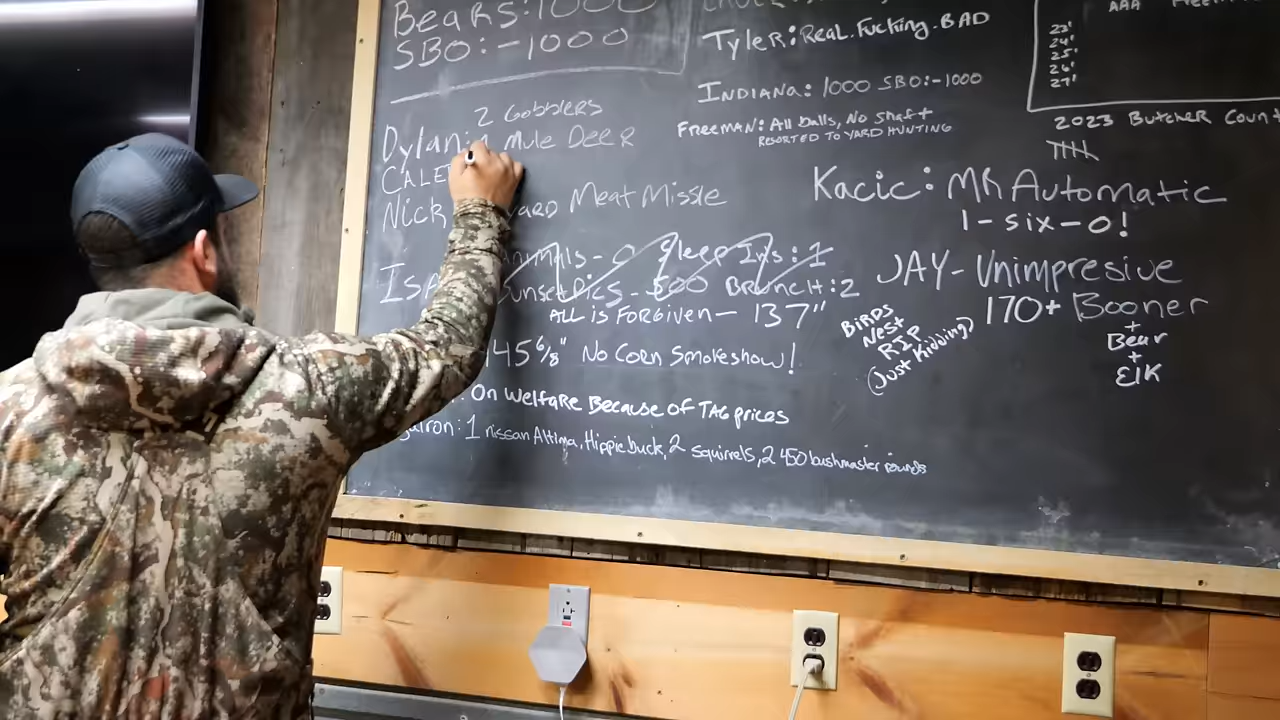 Bears: 1000
SBO: -1000
2 Gobblers
Dylan: Mule Deer
CALE
Nick ARD Meat Missle
Animals - 0 Sleep Ins: 1
Isa Sunset Pics - 500 BRUNCH: 2
ALL is FORGiven — 137"
145 6/8" No Corn Smokeshow!
On Welfare Because of TAG prices
: 1 nissan Altima, Hippie buck, 2 squirrels, 2 450 bushmaster rounds
TyleR: ReaL. Fucking. BAD
INDIANA: 1000 SBO: -1000
FReeMAN: All balls, No Shaft
RESORTED TO YARD HUNTING
Kacic: MR Automatic
1 - six - 0!
JAY - Unimpresive
170+ Booner
+
Bear
+
ElK
BiRDS
NesT
RIP
(Just Kidding)
AAA
23'
24'
25'
26'
27'
2023 ButcheR Count